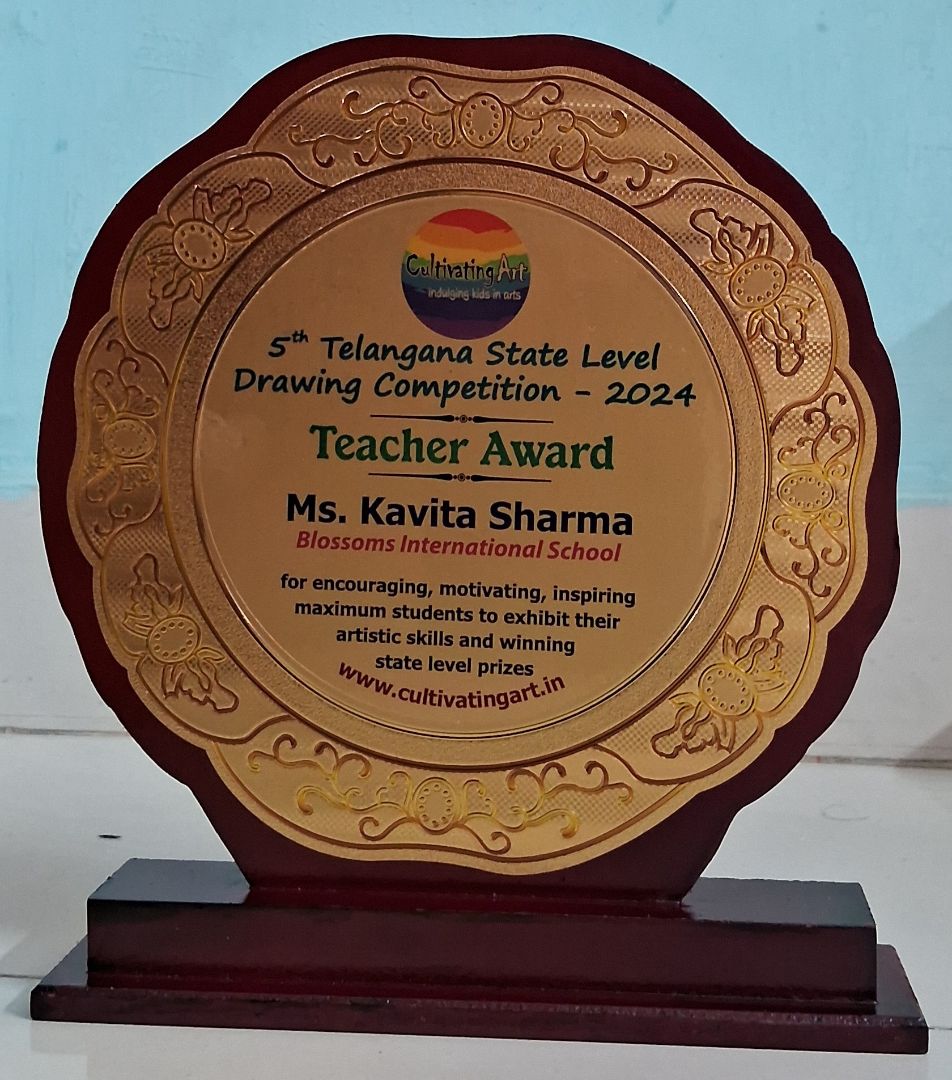 Cultivating Art
indulging kids in arts
5th Telangana State Level
Drawing Competition - 2024
Teacher Award
Ms. Kavita Sharma
Blossoms International School
for encouraging, motivating, inspiring
maximum students to exhibit their
artistic skills and winning
state level prizes
www.cultivatingart.in